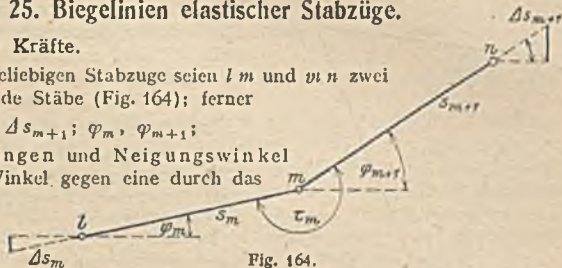 25. Biegelinien elastischer Stabzüge.
Kräfte.
eliebigen Stabzuge seien l m und m n zwei
de Stäbe (Fig. 164); ferner
Δs_{m+1}; φ_m, φ_{m+1};
ngen und Neigungswinkel
Winkel gegen eine durch das
Δs_{m+1}
n
s_{m+1}
m
φ_{m+1}
l
φ_m
s_m
τ_m
Δs_m
Fig. 164.